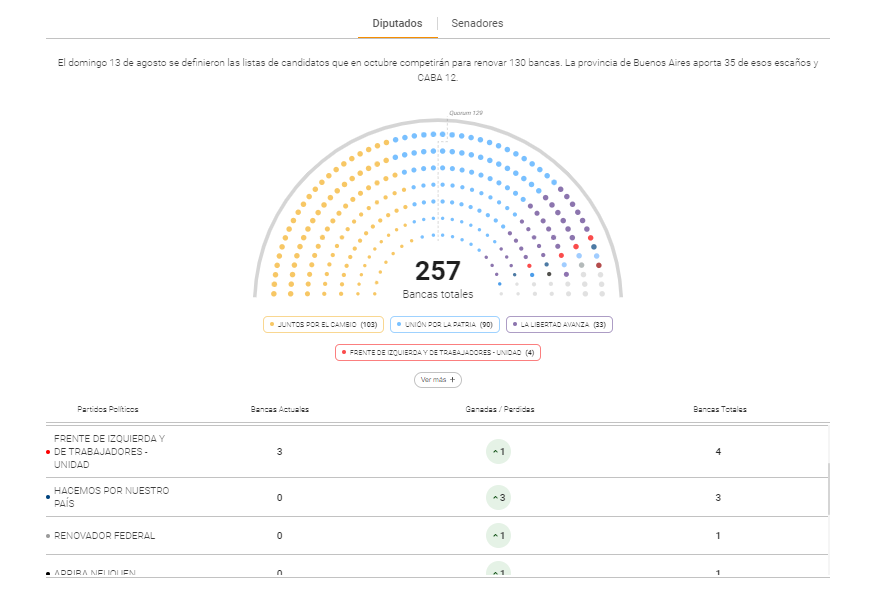 Diputados
Senadores
El domingo 13 de agosto se definieron las listas de candidatos que en octubre competirán para renovar 130 bancas. La provincia de Buenos Aires aporta 35 de esos escaños y
CABA 12.
Quorum 129
257
Bancas totales
JUNTOS POR EL CAMBIO (103)
UNIÓN POR LA PATRIA (90)
LA LIBERTAD AVANZA (33)
FRENTE DE IZQUIERDA Y DE TRABAJADORES - UNIDAD (4)
Ver más +
Partidos Políticos
Bancas Actuales
Ganadas / Perdidas
Bancas Totales
FRENTE DE IZQUIERDA Y
DE TRABAJADORES -
UNIDAD
3
1
4
HACEMOS POR NUESTRO
PAÍS
0
3
3
RENOVADOR FEDERAL
0
1
1
ARRIBA NEUQUEN
0
1
1